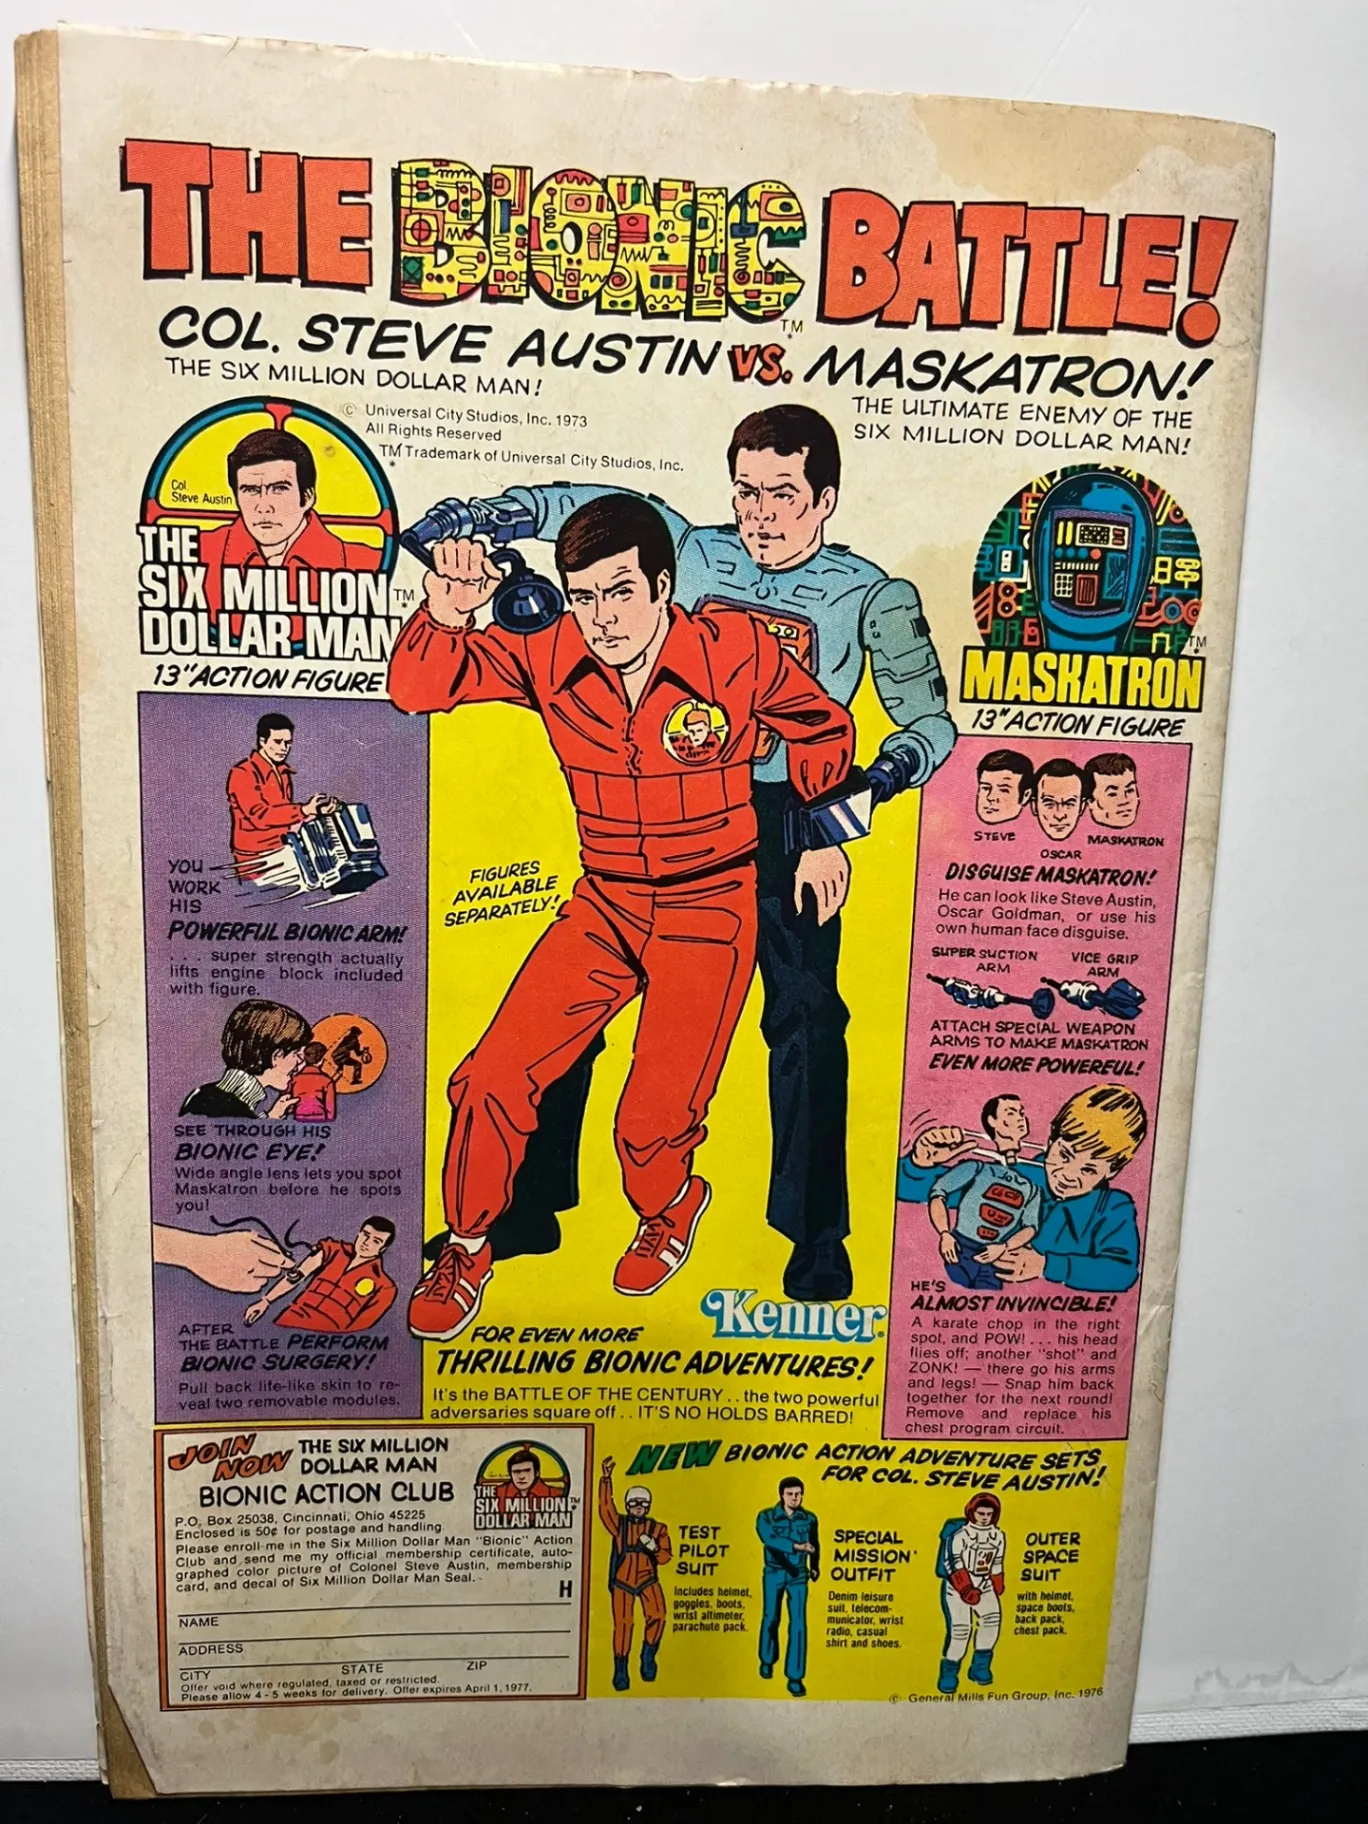 THE BIONIC BATTLE!
TM
COL. STEVE AUSTIN VS. MASKATRON!
THE SIX MILLION DOLLAR MAN!
THE ULTIMATE ENEMY OF THE
SIX MILLION DOLLAR MAN!
© Universal City Studios, Inc. 1973
All Rights Reserved
TM Trademark of Universal City Studios, Inc.
*
Col.
Steve Austin
THE
SIX MILLION
DOLLAR MAN
TM
*
13" ACTION FIGURE
MASKATRON
TM
*
13" ACTION FIGURE
YOU
WORK
HIS
POWERFUL BIONIC ARM!
. . . super strength actually
lifts engine block included
with figure.
SEE THROUGH HIS
BIONIC EYE!
Wide angle lens lets you spot
Maskatron before he spots
you!
AFTER
THE BATTLE PERFORM
BIONIC SURGERY!
Pull back life-like skin to re-
veal two removable modules.
FIGURES
AVAILABLE
SEPARATELY!
Kenner
FOR EVEN MORE
THRILLING BIONIC ADVENTURES!
It's the BATTLE OF THE CENTURY . . the two powerful
adversaries square off . . IT'S NO HOLDS BARRED!
STEVE
OSCAR
MASKATRON
DISGUISE MASKATRON!
He can look like Steve Austin,
Oscar Goldman, or use his
own human face disguise.
SUPER SUCTION
ARM
VICE GRIP
ARM
ATTACH SPECIAL WEAPON
ARMS TO MAKE MASKATRON
EVEN MORE POWERFUL!
HE'S
ALMOST INVINCIBLE!
A karate chop in the right
spot, and POW! . . . his head
flies off; another "shot" and
ZONK! — there go his arms
and legs! — Snap him back
together for the next round!
Remove and replace his
chest program circuit.
JOIN
NOW
THE SIX MILLION
DOLLAR MAN
BIONIC ACTION CLUB
THE
SIX MILLION
DOLLAR MAN
TM
P.O. Box 25038, Cincinnati, Ohio 45225
Enclosed is 50¢ for postage and handling.
Please enroll me in the Six Million Dollar Man "Bionic" Action
Club and send me my official membership certificate, auto-
graphed color picture of Colonel Steve Austin, membership
card, and decal of Six Million Dollar Man Seal.
H
NAME
ADDRESS
CITY STATE ZIP
Offer void where regulated, taxed or restricted.
Please allow 4 - 5 weeks for delivery. Offer expires April 1, 1977.
NEW BIONIC ACTION ADVENTURE SETS
FOR COL. STEVE AUSTIN!
TEST
PILOT
SUIT
Includes helmet,
goggles, boots,
wrist altimeter,
parachute pack.
SPECIAL
MISSION
OUTFIT
Denim leisure
suit, telecom-
municator, wrist
radio, casual
shirt and shoes.
OUTER
SPACE
SUIT
with helmet,
space boots,
back pack,
chest pack.
© General Mills Fun Group, Inc. 1976